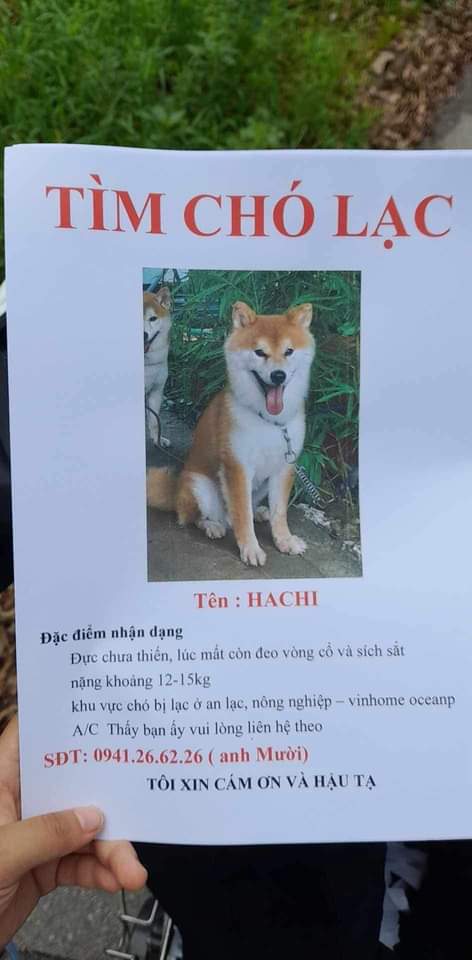 TÌM CHÓ LẠC
Tên : HACHI
Đặc điểm nhận dạng
Đực chưa thiến, lúc mất còn đeo vòng cổ và sích sắt
nặng khoảng 12-15kg
khu vực chó bị lạc ở an lạc, nông nghiệp – vinhome oceanp
A/C Thấy bạn ấy vui lòng liên hệ theo
SĐT: 0941.26.62.26 ( anh Mười)
TÔI XIN CÁM ƠN VÀ HẬU TẠ